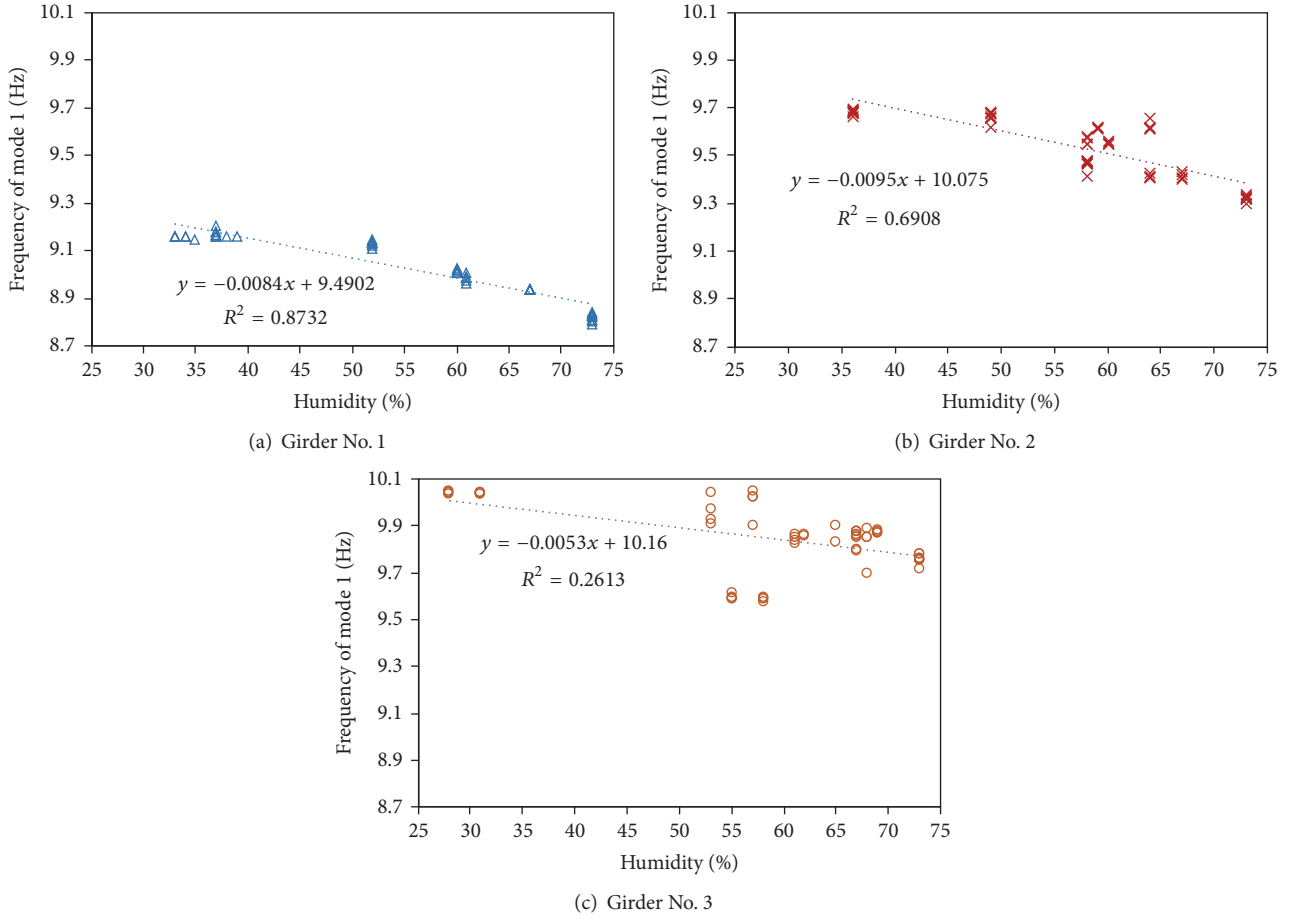 Frequency of mode 1 (Hz)
10.1
9.9
9.7
9.5
9.3
9.1
8.9
8.7
y = −0.0084x + 9.4902
R² = 0.8732
25 30 35 40 45 50 55 60 65 70 75
Humidity (%)
(a) Girder No. 1
Frequency of mode 1 (Hz)
10.1
9.9
9.7
9.5
9.3
9.1
8.9
8.7
y = −0.0095x + 10.075
R² = 0.6908
25 30 35 40 45 50 55 60 65 70 75
Humidity (%)
(b) Girder No. 2
Frequency of mode 1 (Hz)
10.1
9.9
9.7
9.5
9.3
9.1
8.9
8.7
y = −0.0053x + 10.16
R² = 0.2613
25 30 35 40 45 50 55 60 65 70 75
Humidity (%)
(c) Girder No. 3